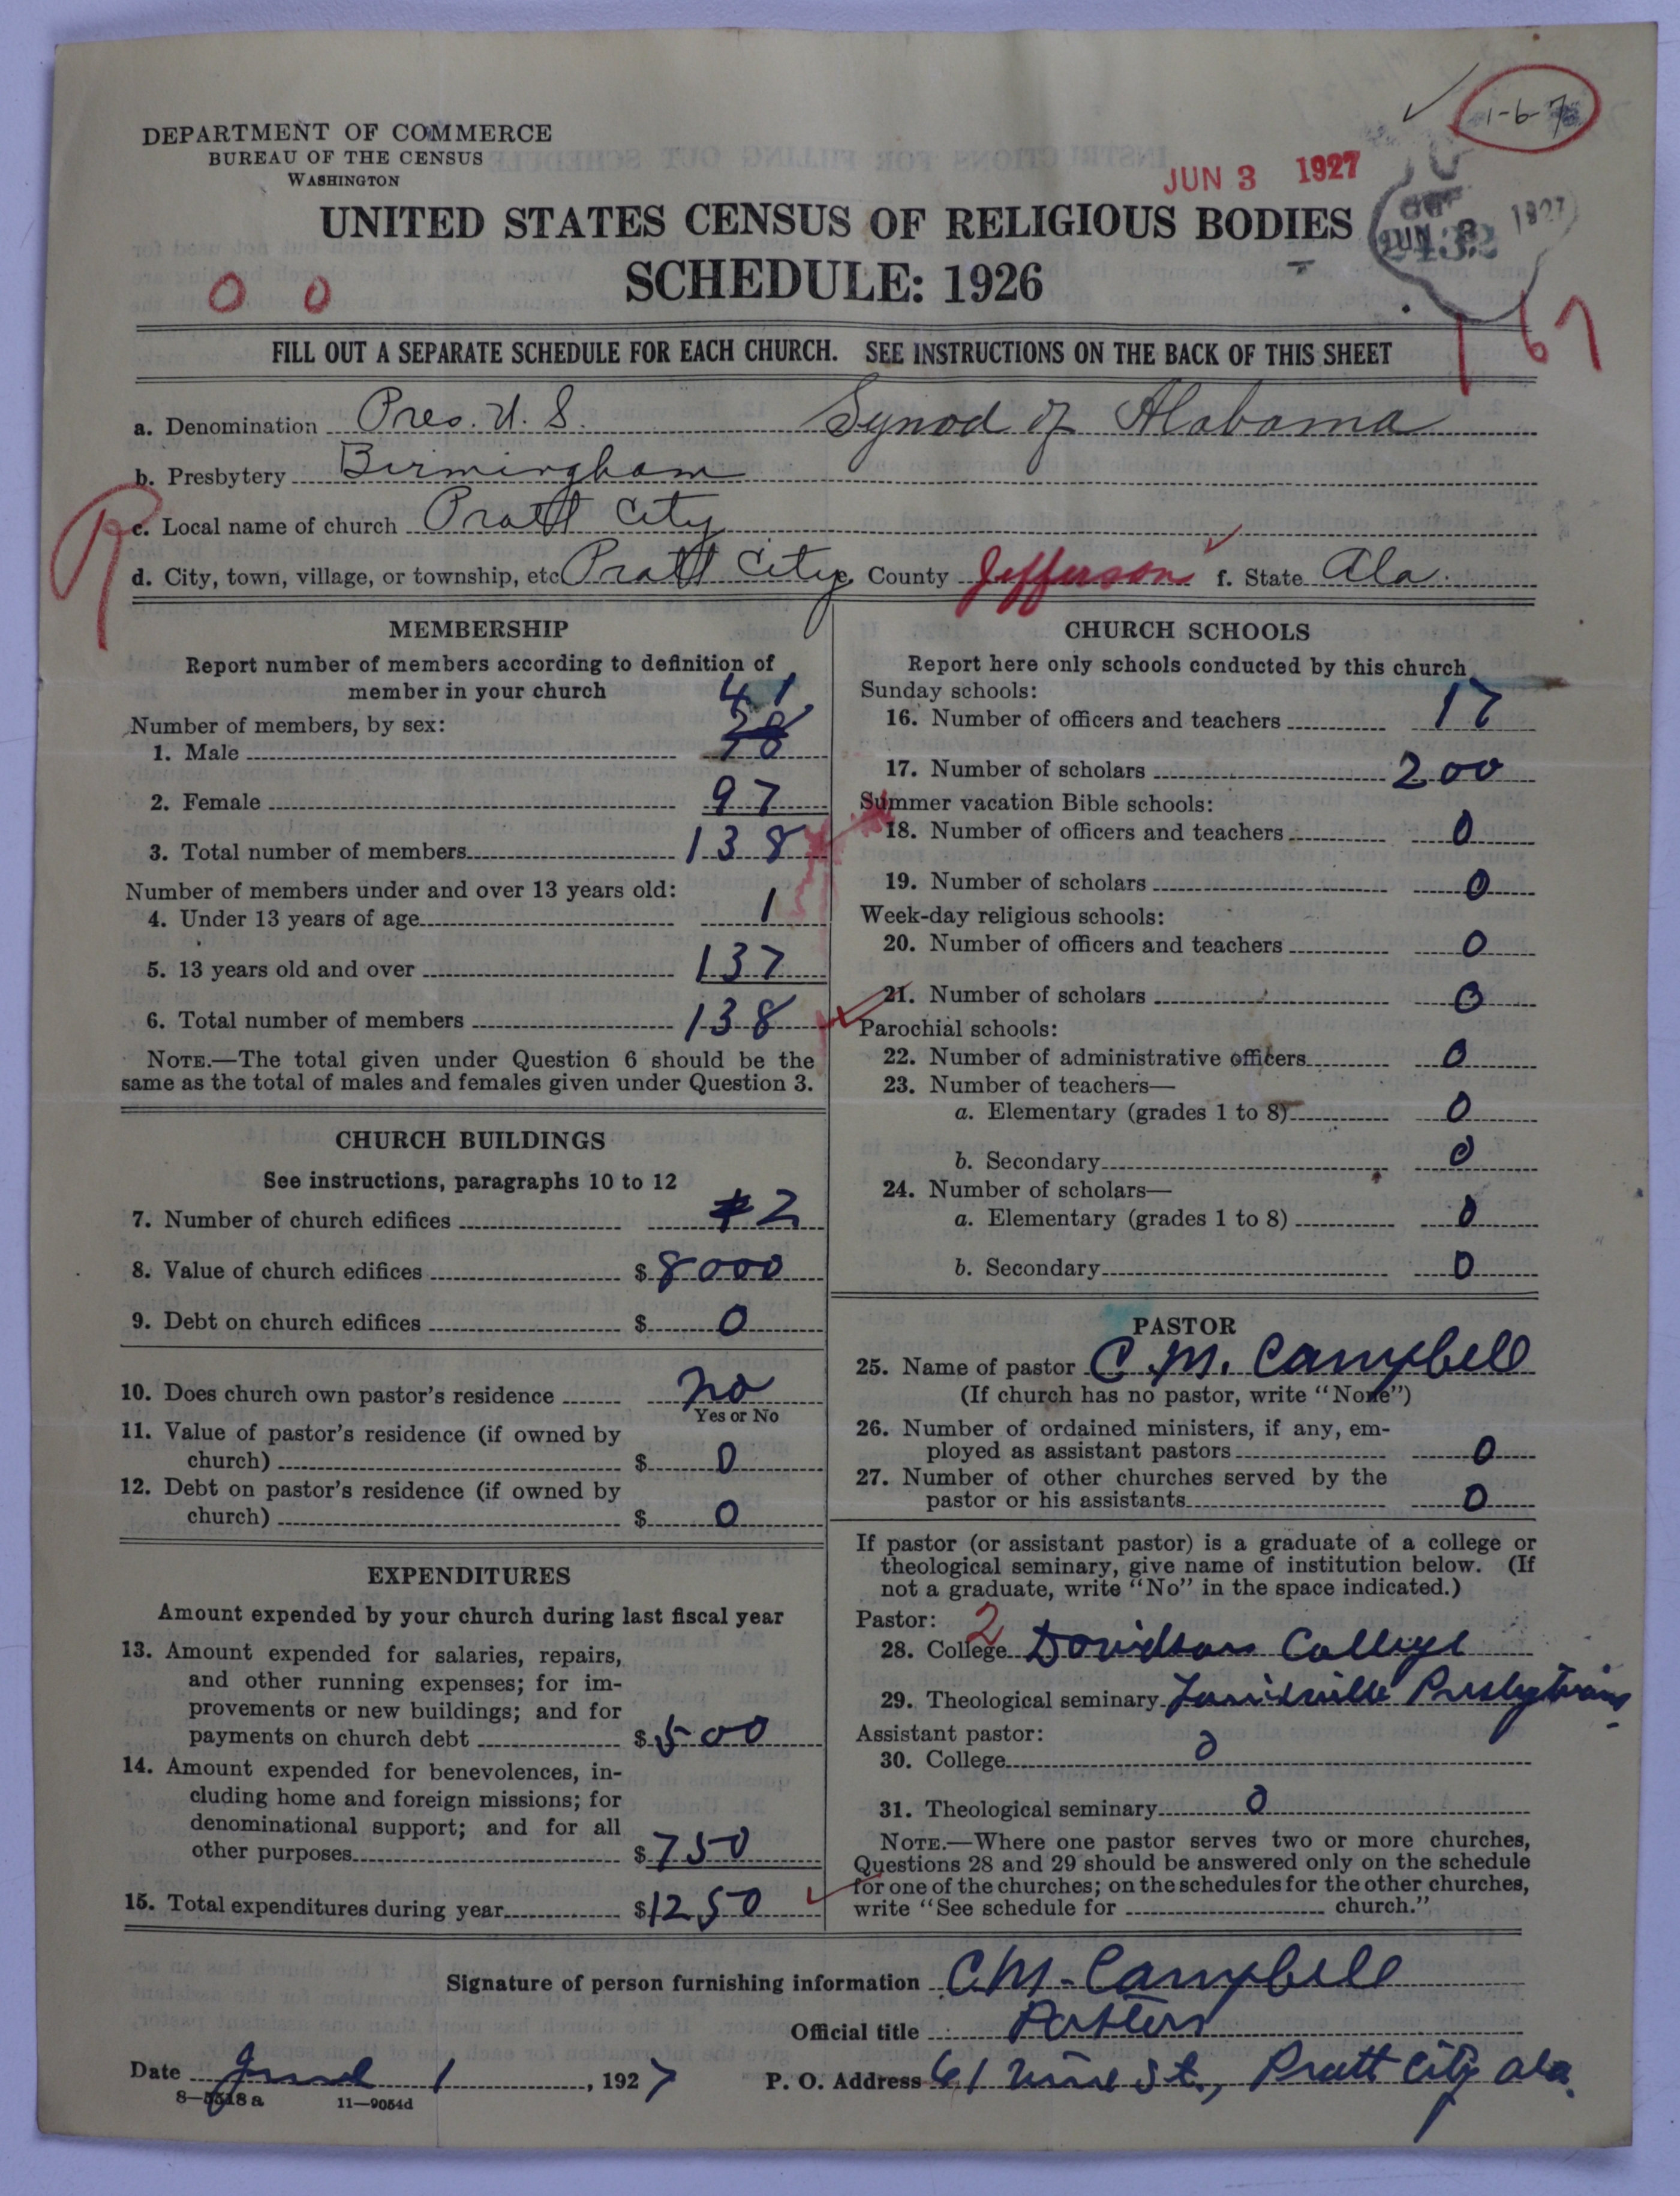 1-6-7
DEPARTMENT OF COMMERCE
BUREAU OF THE CENSUS
WASHINGTON
JUN 3 1927
UNITED STATES CENSUS OF RELIGIOUS BODIES
SCHEDULE: 1926
0 0
167
FILL OUT A SEPARATE SCHEDULE FOR EACH CHURCH. SEE INSTRUCTIONS ON THE BACK OF THIS SHEET
a. Denomination Pres. U. S. Synod of Alabama
b. Presbytery Birmingham
R
c. Local name of church Pratt City
d. City, town, village, or township, etc Pratt City e. County Jefferson f. State Ala.
MEMBERSHIP
Report number of members according to definition of
member in your church
Number of members, by sex:
1. Male 41
2. Female 97
3. Total number of members 138
Number of members under and over 13 years old:
4. Under 13 years of age 1
5. 13 years old and over 137
6. Total number of members 138
NOTE.—The total given under Question 6 should be the
same as the total of males and females given under Question 3.
CHURCH BUILDINGS
See instructions, paragraphs 10 to 12
7. Number of church edifices 2
8. Value of church edifices $8000
9. Debt on church edifices $0
10. Does church own pastor's residence no
Yes or No
11. Value of pastor's residence (if owned by
church) $0
12. Debt on pastor's residence (if owned by
church) $0
EXPENDITURES
Amount expended by your church during last fiscal year
13. Amount expended for salaries, repairs,
and other running expenses; for im-
provements or new buildings; and for
payments on church debt $500
14. Amount expended for benevolences, in-
cluding home and foreign missions; for
denominational support; and for all
other purposes $750
15. Total expenditures during year $1250
CHURCH SCHOOLS
Report here only schools conducted by this church
Sunday schools:
16. Number of officers and teachers 17
17. Number of scholars 200
Summer vacation Bible schools:
18. Number of officers and teachers 0
19. Number of scholars 0
Week-day religious schools:
20. Number of officers and teachers 0
21. Number of scholars 0
Parochial schools:
22. Number of administrative officers 0
23. Number of teachers—
a. Elementary (grades 1 to 8) 0
b. Secondary 0
24. Number of scholars—
a. Elementary (grades 1 to 8) 0
b. Secondary 0
PASTOR
25. Name of pastor C. M. Campbell
(If church has no pastor, write "None")
26. Number of ordained ministers, if any, em-
ployed as assistant pastors 0
27. Number of other churches served by the
pastor or his assistants 0
If pastor (or assistant pastor) is a graduate of a college or
theological seminary, give name of institution below. (If
not a graduate, write "No" in the space indicated.)
Pastor: 2
28. College Davidson College
29. Theological seminary Louisville Presbyterian
Assistant pastor:
30. College 0
31. Theological seminary 0
NOTE.—Where one pastor serves two or more churches,
Questions 28 and 29 should be answered only on the schedule
for one of the churches; on the schedules for the other churches,
write "See schedule for church."
Signature of person furnishing information C. M. Campbell
Official title Pastor
Date June 1, 1927 P. O. Address 61 St., Pratt City Ala.
8-5518a 11-9054d